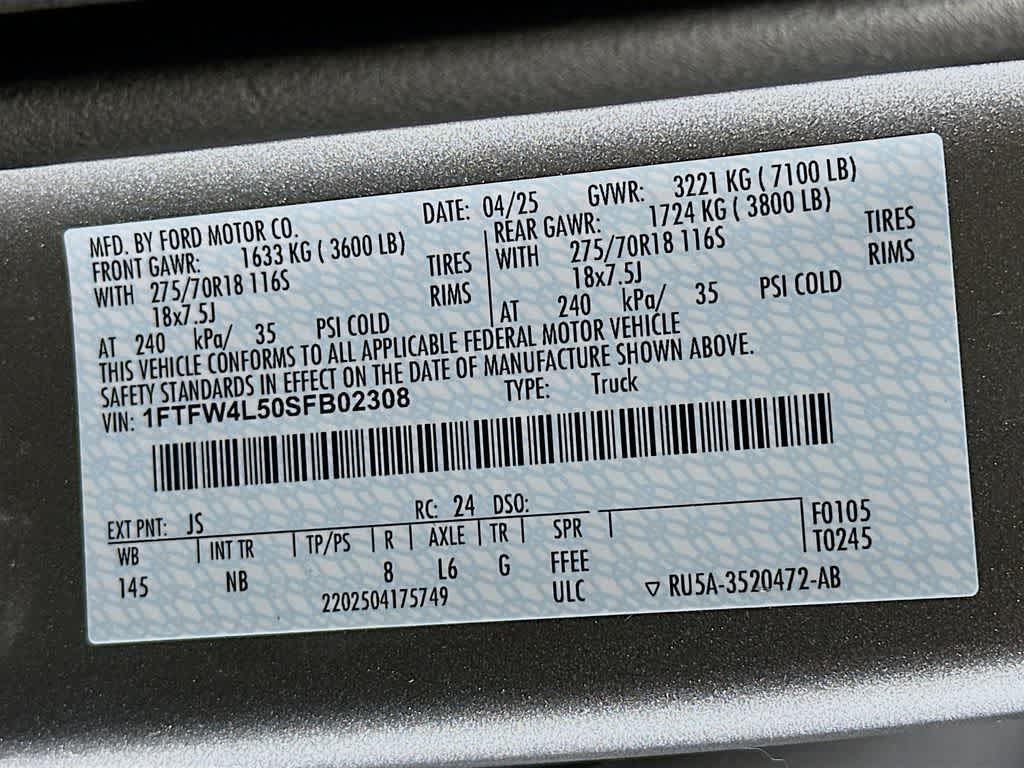 MFD. BY FORD MOTOR CO. DATE: 04/25 GVWR: 3221 KG ( 7100 LB)
FRONT GAWR: 1633 KG ( 3600 LB) REAR GAWR: 1724 KG ( 3800 LB)
WITH 275/70R18 116S TIRES WITH 275/70R18 116S TIRES
18x7.5J RIMS 18x7.5J RIMS
AT 240 kPa/ 35 PSI COLD AT 240 kPa/ 35 PSI COLD
THIS VEHICLE CONFORMS TO ALL APPLICABLE FEDERAL MOTOR VEHICLE
SAFETY STANDARDS IN EFFECT ON THE DATE OF MANUFACTURE SHOWN ABOVE.
VIN: 1FTFW4L50SFB02308 TYPE: Truck
EXT PNT: JS RC: 24 DSO:
WB INT TR TP/PS R AXLE TR SPR F0105
145 NB 8 L6 G FFEE T0245
2202504175749 ULC ▽ RU5A-3520472-AB